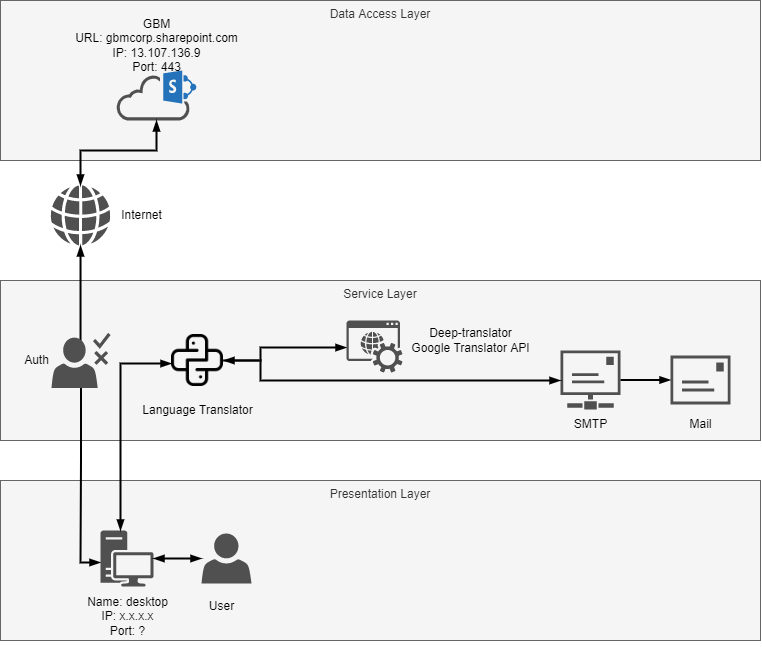 Data Access Layer
GBM
URL: gbmcorp.sharepoint.com
IP: 13.107.136.9
Port: 443
S
Internet
Service Layer
Auth
Language Translator
Deep-translator
Google Translator API
SMTP
Mail
Presentation Layer
Name: desktop
IP: x.x.x.x
Port: ?
User